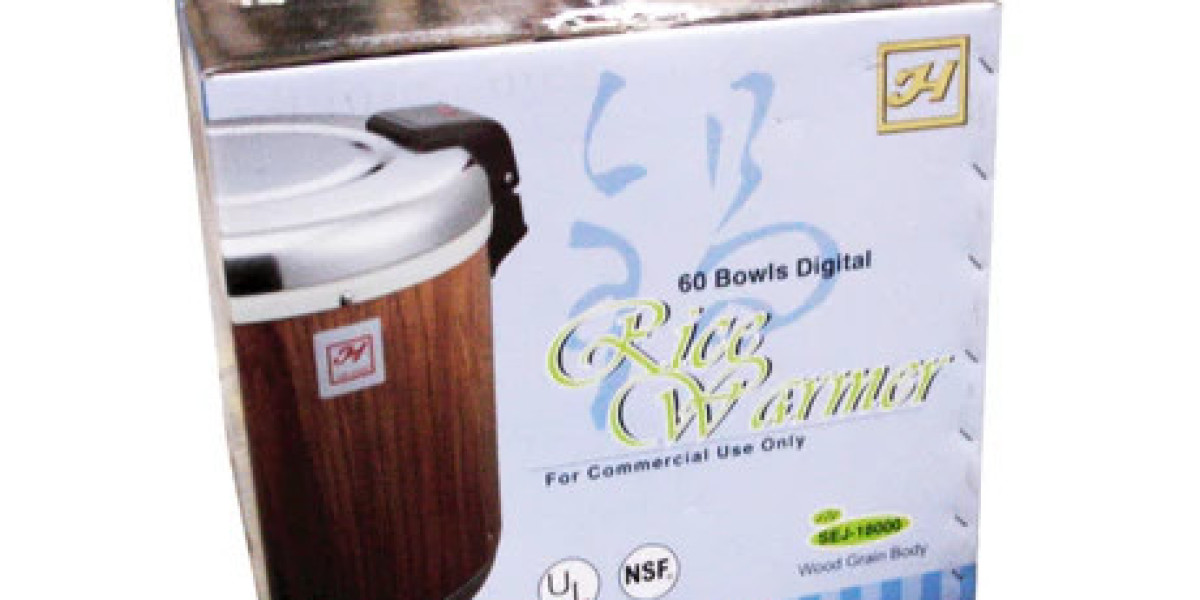 60 Bowls Digital
Rice
Warmer
For Commercial Use Only
SEJ-18000
Wood Grain Body
UL
NSF